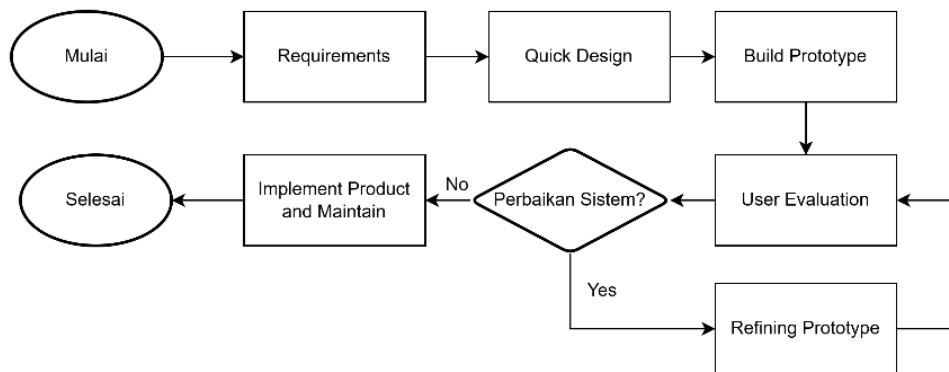 Mulai
Requirements
Quick Design
Build Prototype
User Evaluation
Perbaikan Sistem?
No
Implement Product
and Maintain
Selesai
Yes
Refining Prototype